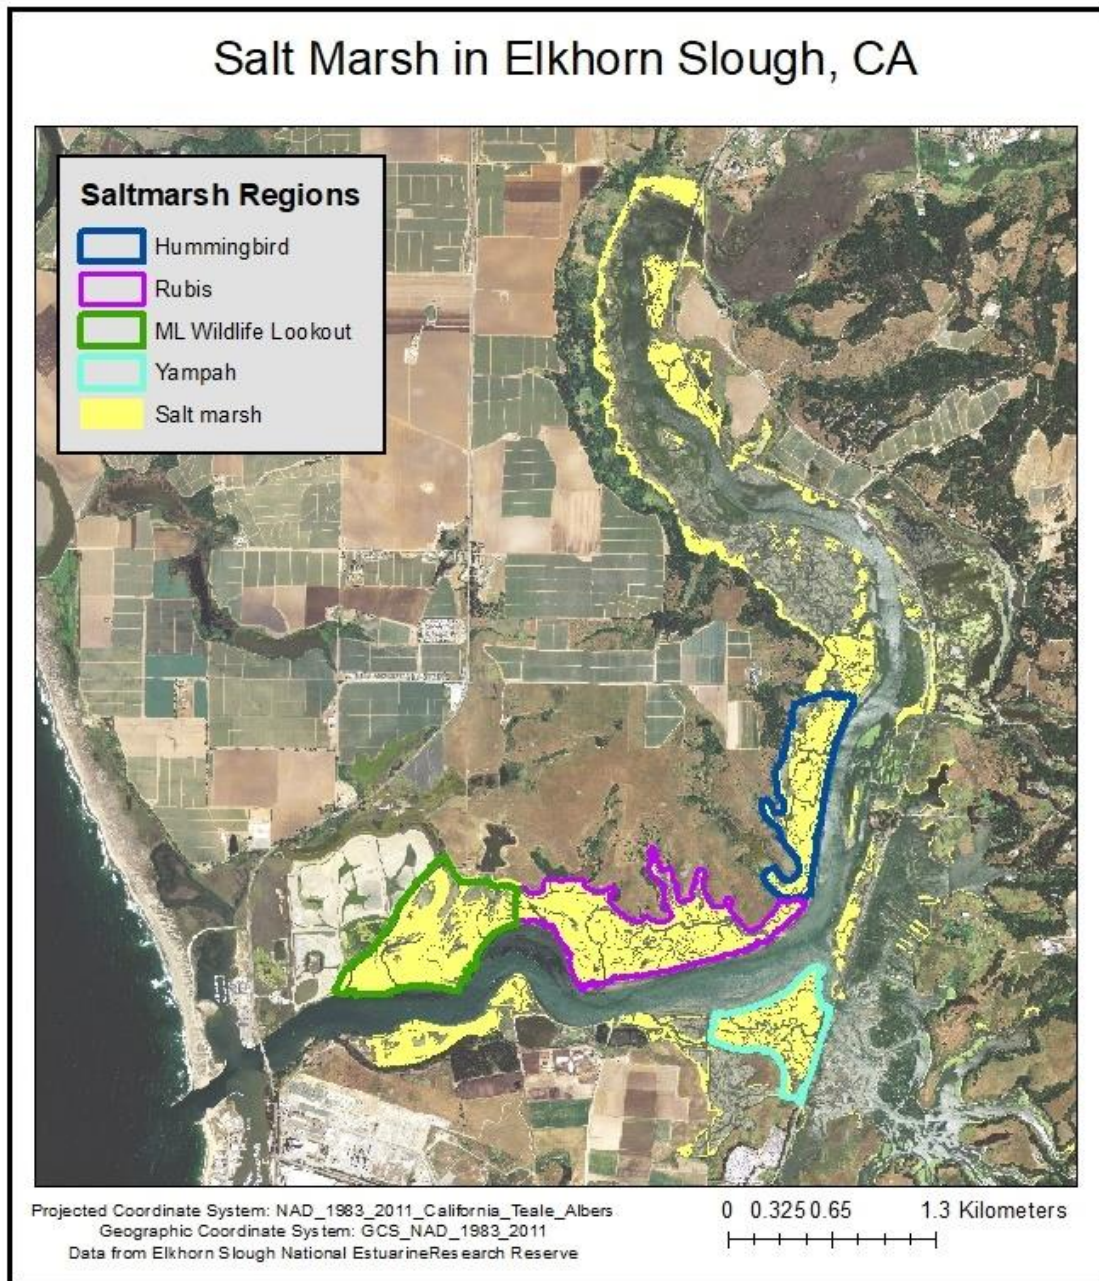 Salt Marsh in Elkhorn Slough, CA
Saltmarsh Regions
Hummingbird
Rubis
ML Wildlife Lookout
Yampah
Salt marsh
Projected Coordinate System: NAD_1983_2011_California_Teale_Albers
Geographic Coordinate System: GCS_NAD_1983_2011
Data from Elkhorn Slough National EstuarineResearch Reserve
0 0.325 0.65 1.3 Kilometers